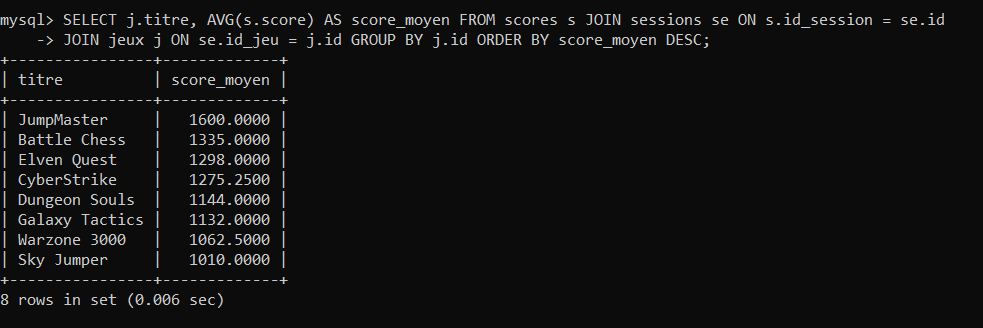 mysql> SELECT j.titre, AVG(s.score) AS score_moyen FROM scores s JOIN sessions se ON s.id_session = se.id
    -> JOIN jeux j ON se.id_jeu = j.id GROUP BY j.id ORDER BY score_moyen DESC;
+----------------+-------------+
| titre          | score_moyen |
+----------------+-------------+
| JumpMaster     |   1600.0000 |
| Battle Chess   |   1335.0000 |
| Elven Quest    |   1298.0000 |
| CyberStrike    |   1275.2500 |
| Dungeon Souls  |   1144.0000 |
| Galaxy Tactics |   1132.0000 |
| Warzone 3000   |   1062.5000 |
| Sky Jumper     |   1010.0000 |
+----------------+-------------+
8 rows in set (0.006 sec)